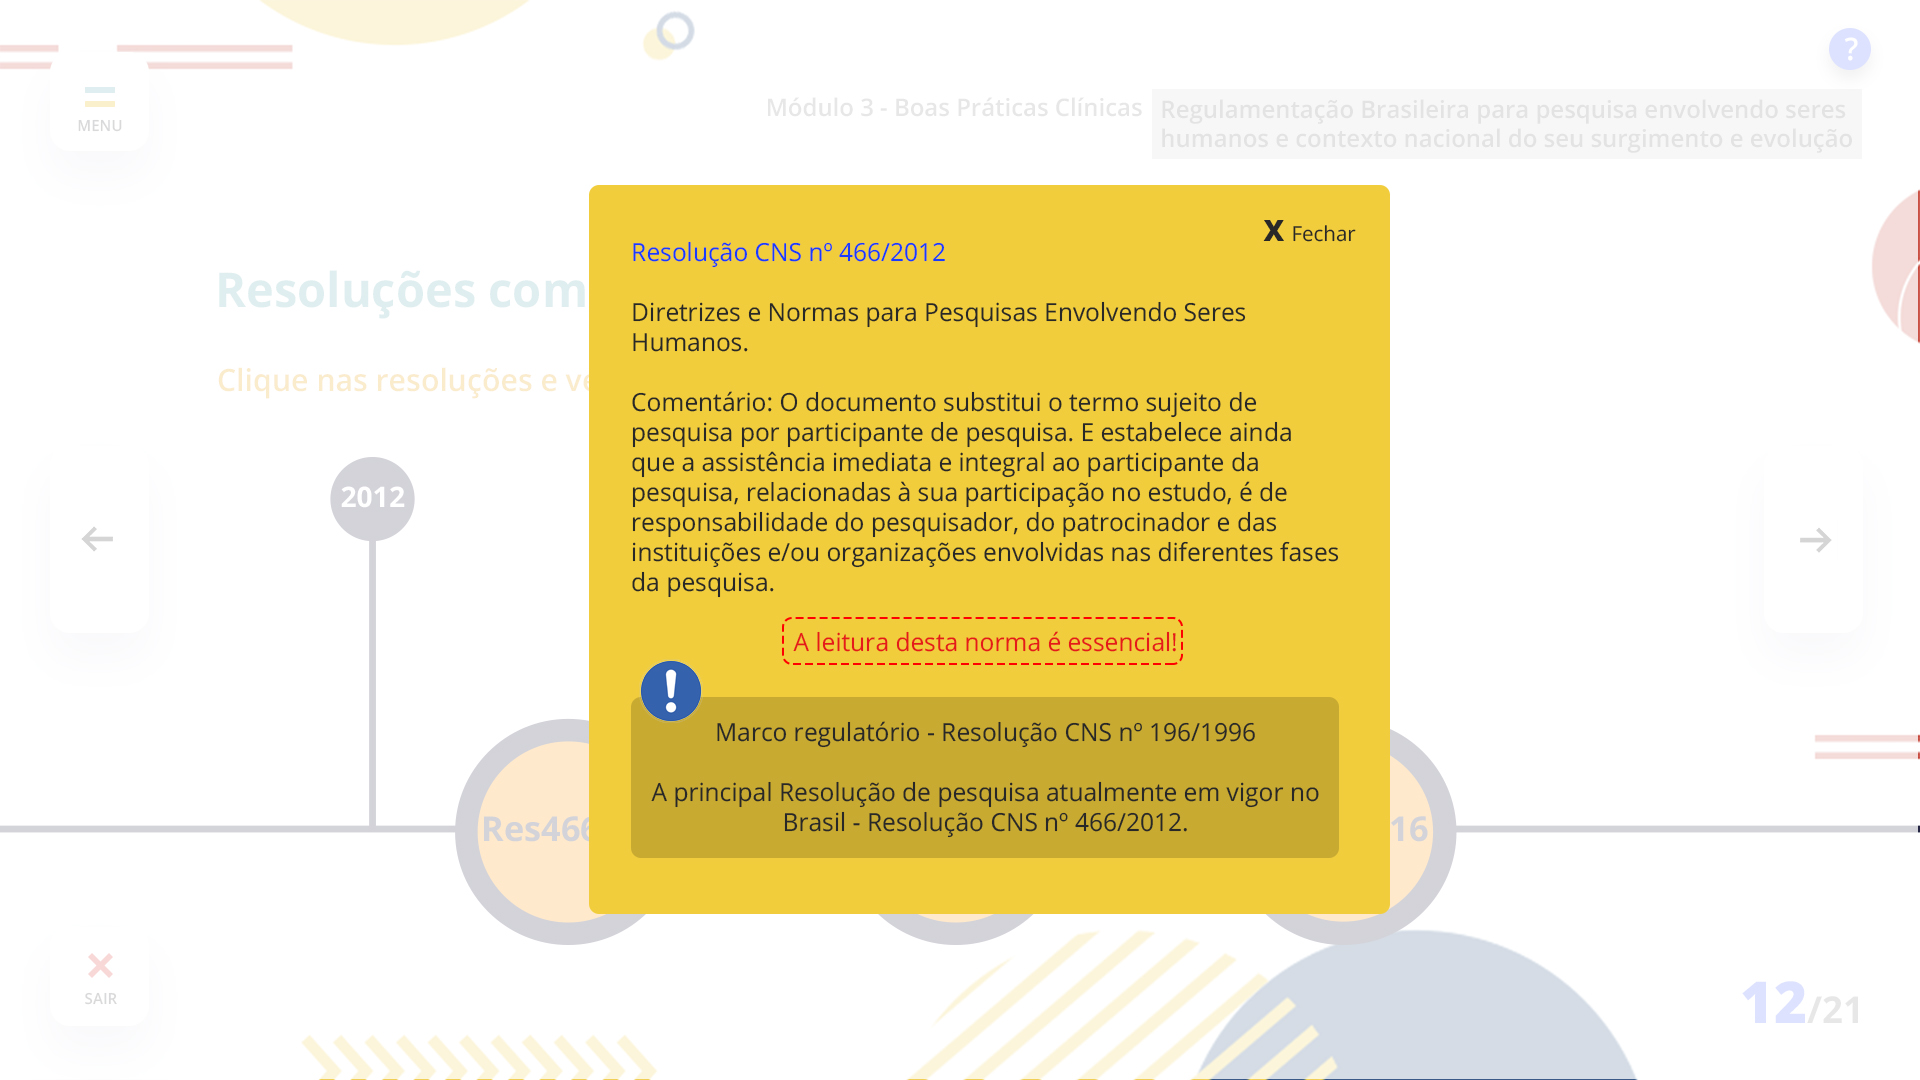 ?
MENU
Módulo 3 - Boas Práticas Clínicas
Regulamentação Brasileira para pesquisa envolvendo seres
humanos e contexto nacional do seu surgimento e evolução
X Fechar
Resolução CNS nº 466/2012
Resoluções com
Diretrizes e Normas para Pesquisas Envolvendo Seres
Humanos.
Clique nas resoluções e ve
Comentário: O documento substitui o termo sujeito de
pesquisa por participante de pesquisa. E estabelece ainda
que a assistência imediata e integral ao participante da
pesquisa, relacionadas à sua participação no estudo, é de
responsabilidade do pesquisador, do patrocinador e das
instituições e/ou organizações envolvidas nas diferentes fases
da pesquisa.
2012
A leitura desta norma é essencial!
!
Marco regulatório - Resolução CNS nº 196/1996
A principal Resolução de pesquisa atualmente em vigor no
Brasil - Resolução CNS nº 466/2012.
Res466
16
SAIR
12/21